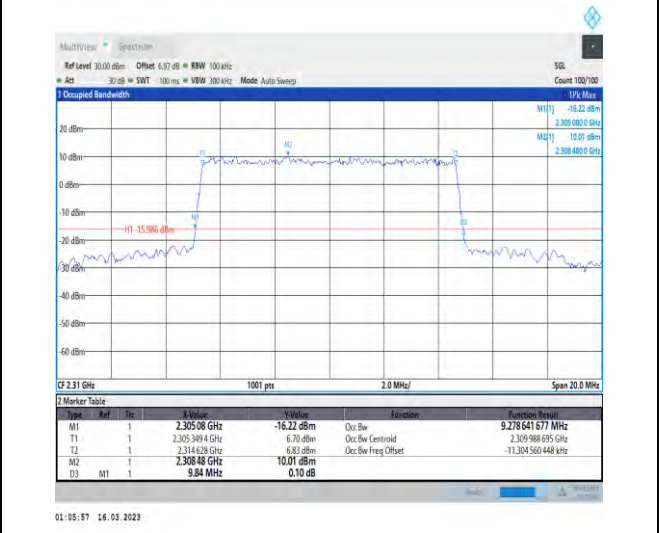 MultiView Spectrum
Ref Level 30.00 dBm Offset 6.97 dB RBW 100 kHz SGL
Att 30 dB SWT 100 ms VBW 300 kHz Mode Auto Sweep Count 100/100
1 Occupied Bandwidth 1Pk Max
M1[1] -16.22 dBm
2.305 080 0 GHz
M2[1] 10.01 dBm
2.308 480 0 GHz
20 dBm
T1 M2 T2
10 dBm
0 dBm
-10 dBm
M1 D3
H1 -15.986 dBm
-20 dBm
-30 dBm
-40 dBm
-50 dBm
-60 dBm
CF 2.31 GHz 1001 pts 2.0 MHz/ Span 20.0 MHz
2 Marker Table
Type Ref Trc X-Value Y-Value Function Function Result
M1 1 2.305 08 GHz -16.22 dBm Occ Bw 9.278 641 677 MHz
T1 1 2.305 349 4 GHz 6.70 dBm Occ Bw Centroid 2.309 988 695 GHz
T2 1 2.314 628 GHz 6.83 dBm Occ Bw Freq Offset -11.304 560 448 kHz
M2 1 2.308 48 GHz 10.01 dBm
D3 M1 1 9.84 MHz 0.10 dB
01:05:57 16.03.2023